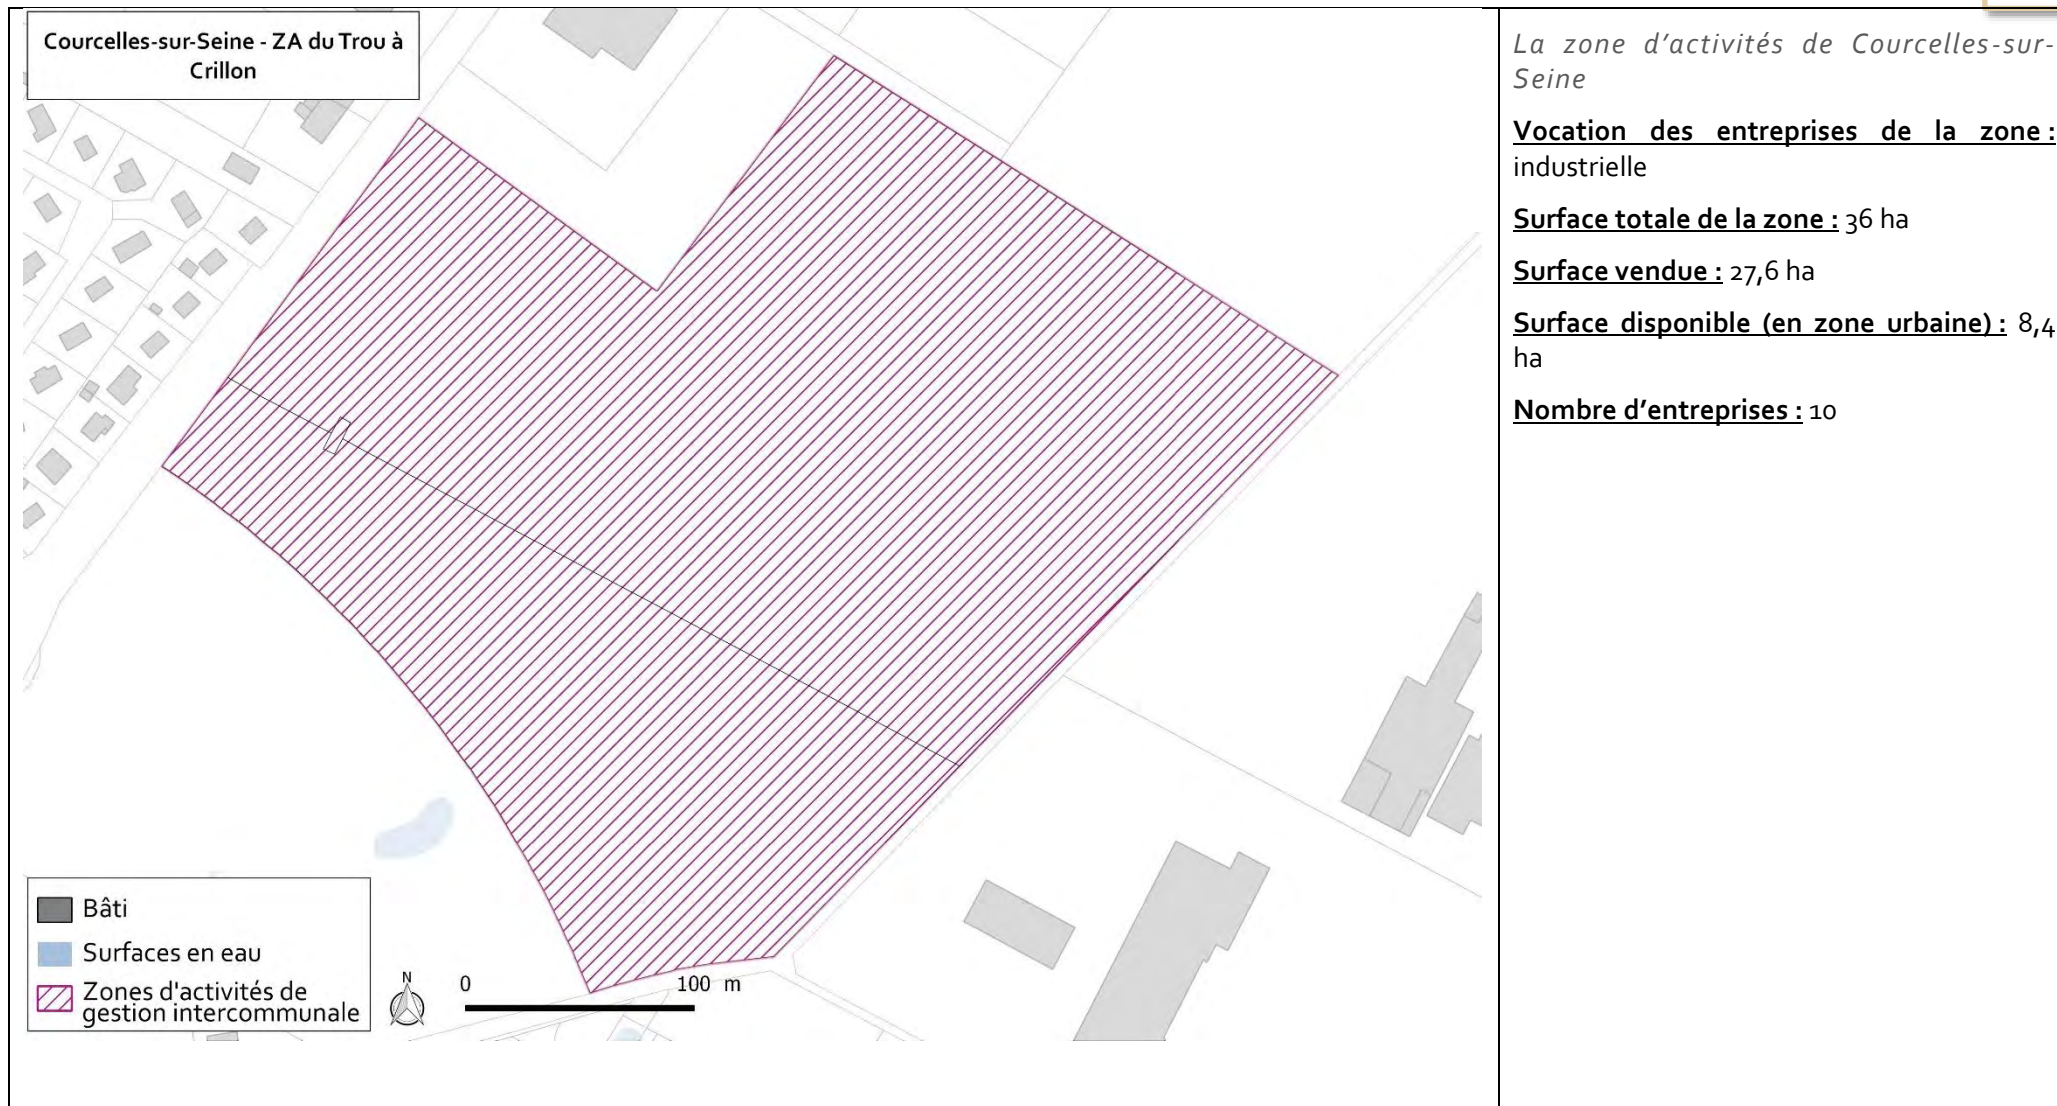 Courcelles-sur-Seine - ZA du Trou à
Crillon
Bâti
Surfaces en eau
Zones d'activités de
gestion intercommunale
N
0
100 m
La zone d’activités de Courcelles-sur-
Seine
Vocation des entreprises de la zone :
industrielle
Surface totale de la zone : 36 ha
Surface vendue : 27,6 ha
Surface disponible (en zone urbaine) : 8,4
ha
Nombre d’entreprises : 10